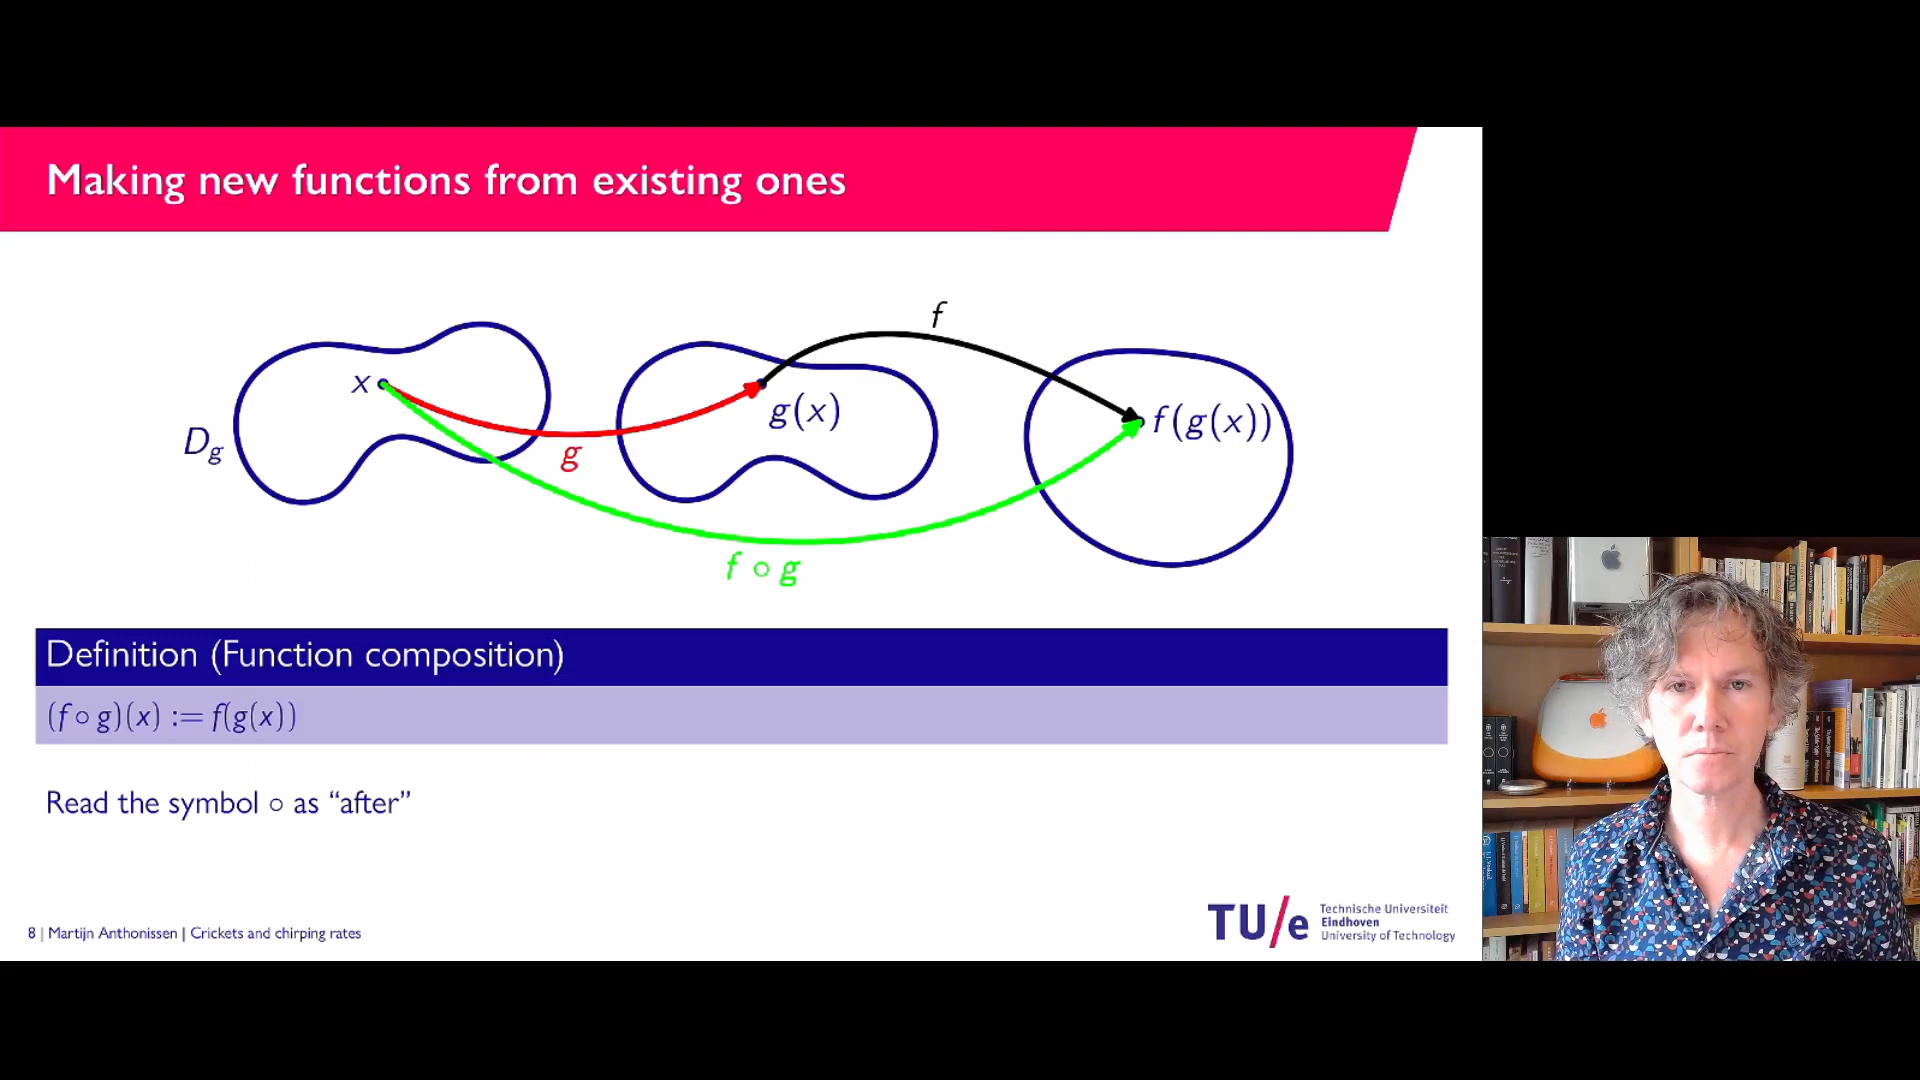 Making new functions from existing ones
f
x
g(x)
f(g(x))
D_g
g
f ∘ g
Definition (Function composition)
(f ∘ g)(x) := f(g(x))
Read the symbol ∘ as “after”
8 | Martijn Anthonissen | Crickets and chirping rates
TU/e
Technische Universiteit
Eindhoven
University of Technology